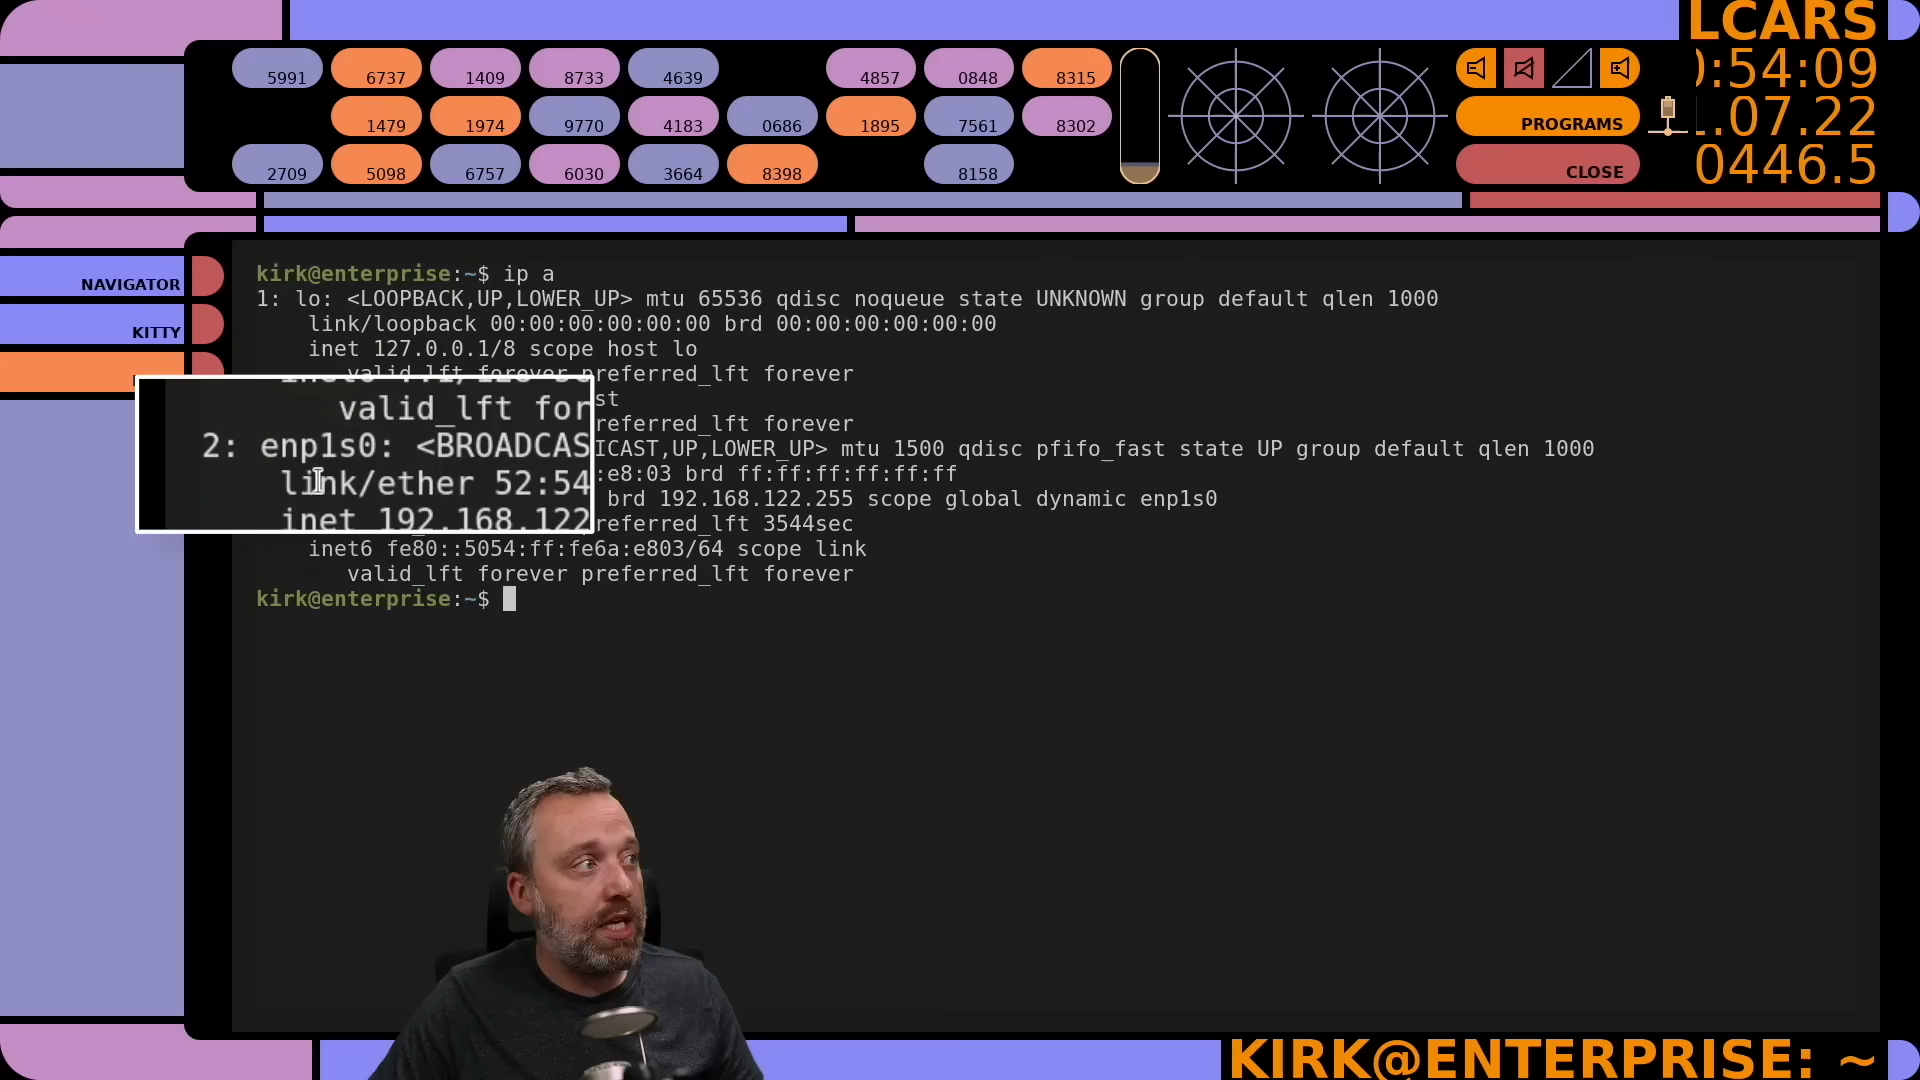 LCARS
5991 6737 1409 8733 4639 4857 0848 8315
:54:09
1479 1974 9770 4183 0686 1895 7561 8302
PROGRAMS
.07.22
2709 5098 6757 6030 3664 8398 8158
CLOSE
0446.5
NAVIGATOR
KITTY
kirk@enterprise:~$ ip a
1: lo: <LOOPBACK,UP,LOWER_UP> mtu 65536 qdisc noqueue state UNKNOWN group default qlen 1000
link/loopback 00:00:00:00:00:00 brd 00:00:00:00:00:00
inet 127.0.0.1/8 scope host lo
valid_lft forever preferred_lft forever
st
referred_lft forever
ICAST,UP,LOWER_UP> mtu 1500 qdisc pfifo_fast state UP group default qlen 1000
:e8:03 brd ff:ff:ff:ff:ff:ff
brd 192.168.122.255 scope global dynamic enp1s0
referred_lft 3544sec
valid_lft for
2: enp1s0: <BROADCAS
link/ether 52:54
inet 192.168.122
inet6 fe80::5054:ff:fe6a:e803/64 scope link
valid_lft forever preferred_lft forever
kirk@enterprise:~$
KIRK@ENTERPRISE: ~